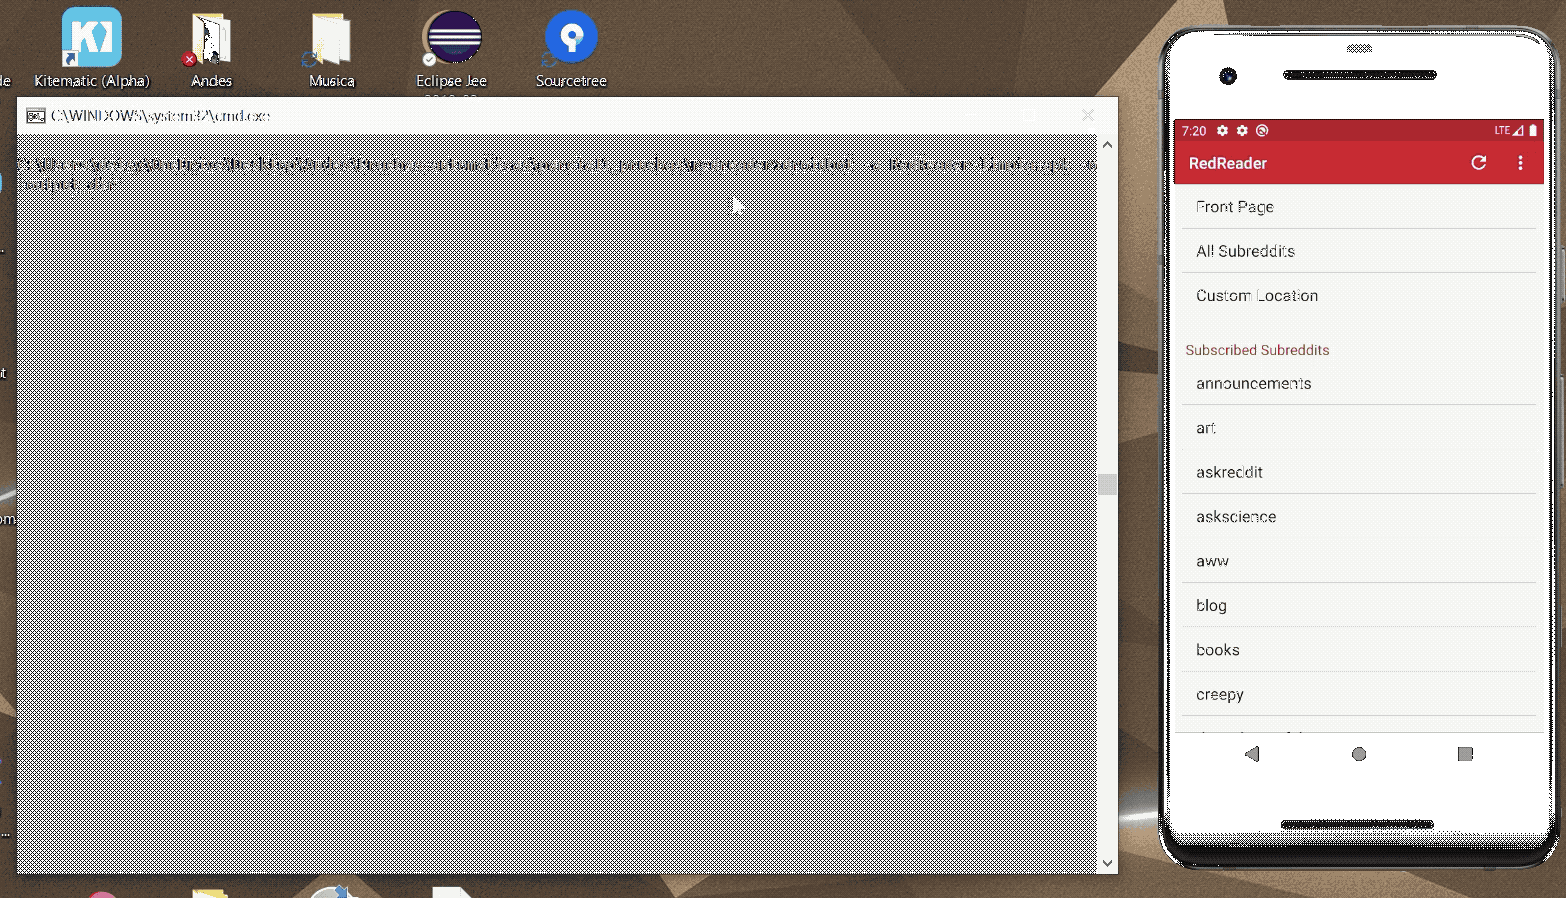 Kitematic (Alpha)
Andes
Musica
Eclipse Jee
Sourcetree
C:\WINDOWS\system32\cmd.exe
7:20
LTE
RedReader
Front Page
All Subreddits
Custom Location
Subscribed Subreddits
announcements
art
askreddit
askscience
aww
blog
books
creepy